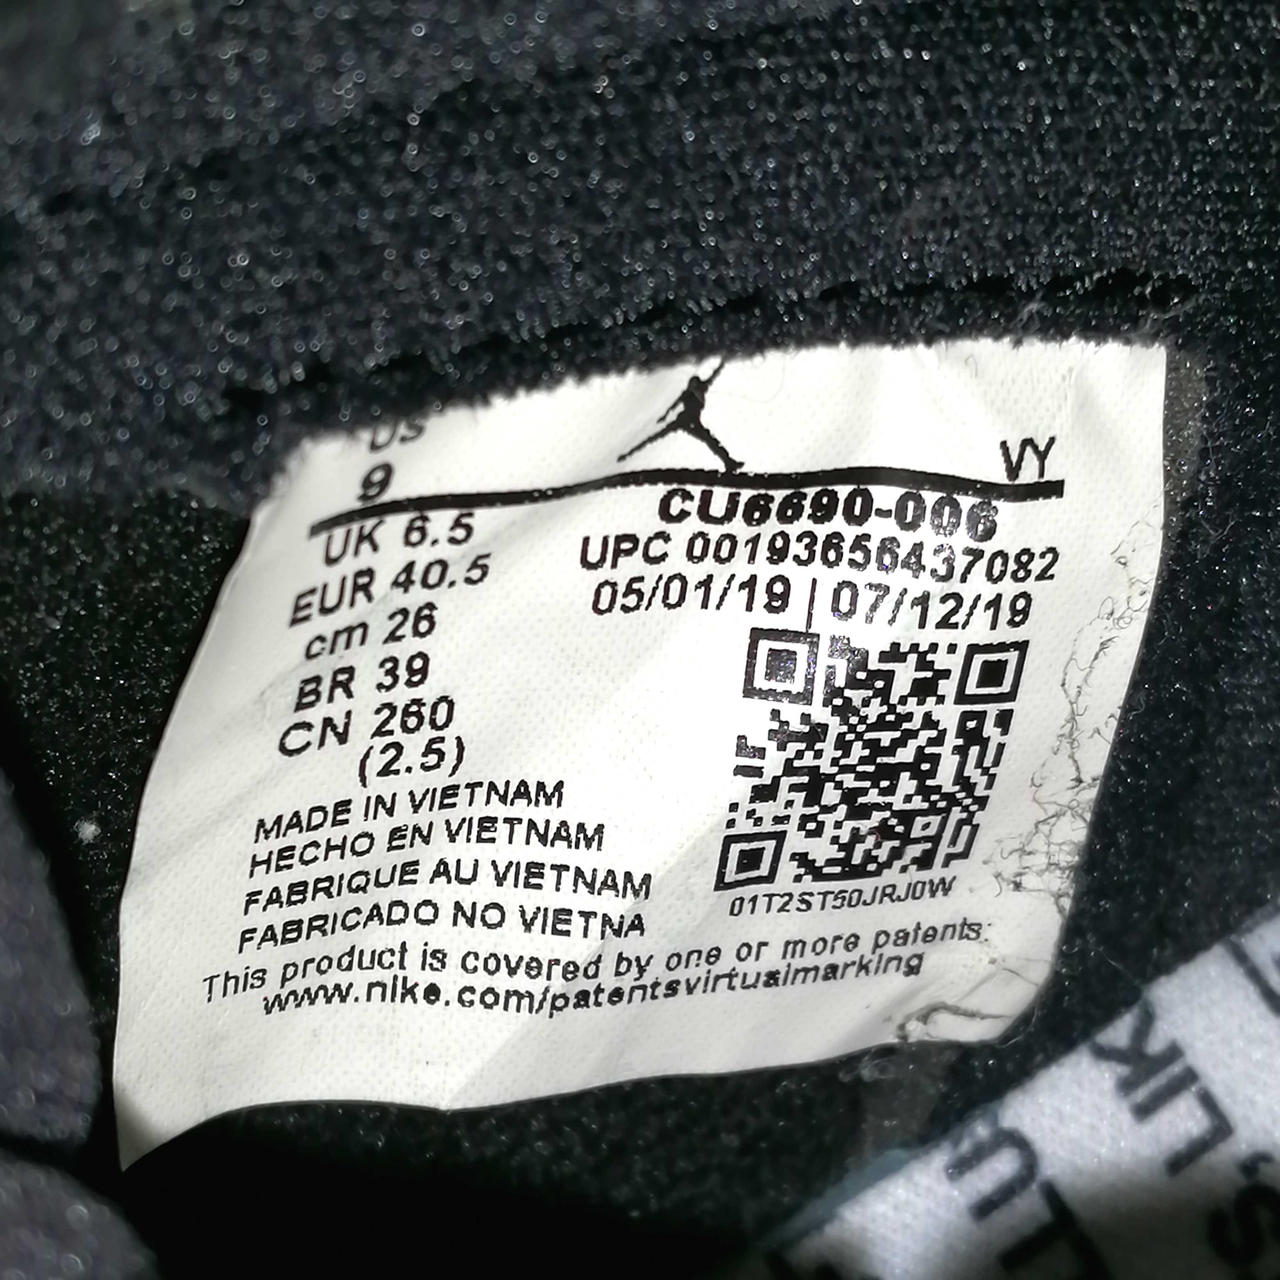 US
9
VY
UK 6.5
EUR 40.5
cm 26
BR 39
CN 260
(2.5)
CU6690-006
UPC 00193656437082
05/01/19 | 07/12/19
01T2ST50JRJ0W
MADE IN VIETNAM
HECHO EN VIETNAM
FABRIQUE AU VIETNAM
FABRICADO NO VIETNA
This product is covered by one or more patents:
www.nike.com/patentsvirtualmarking